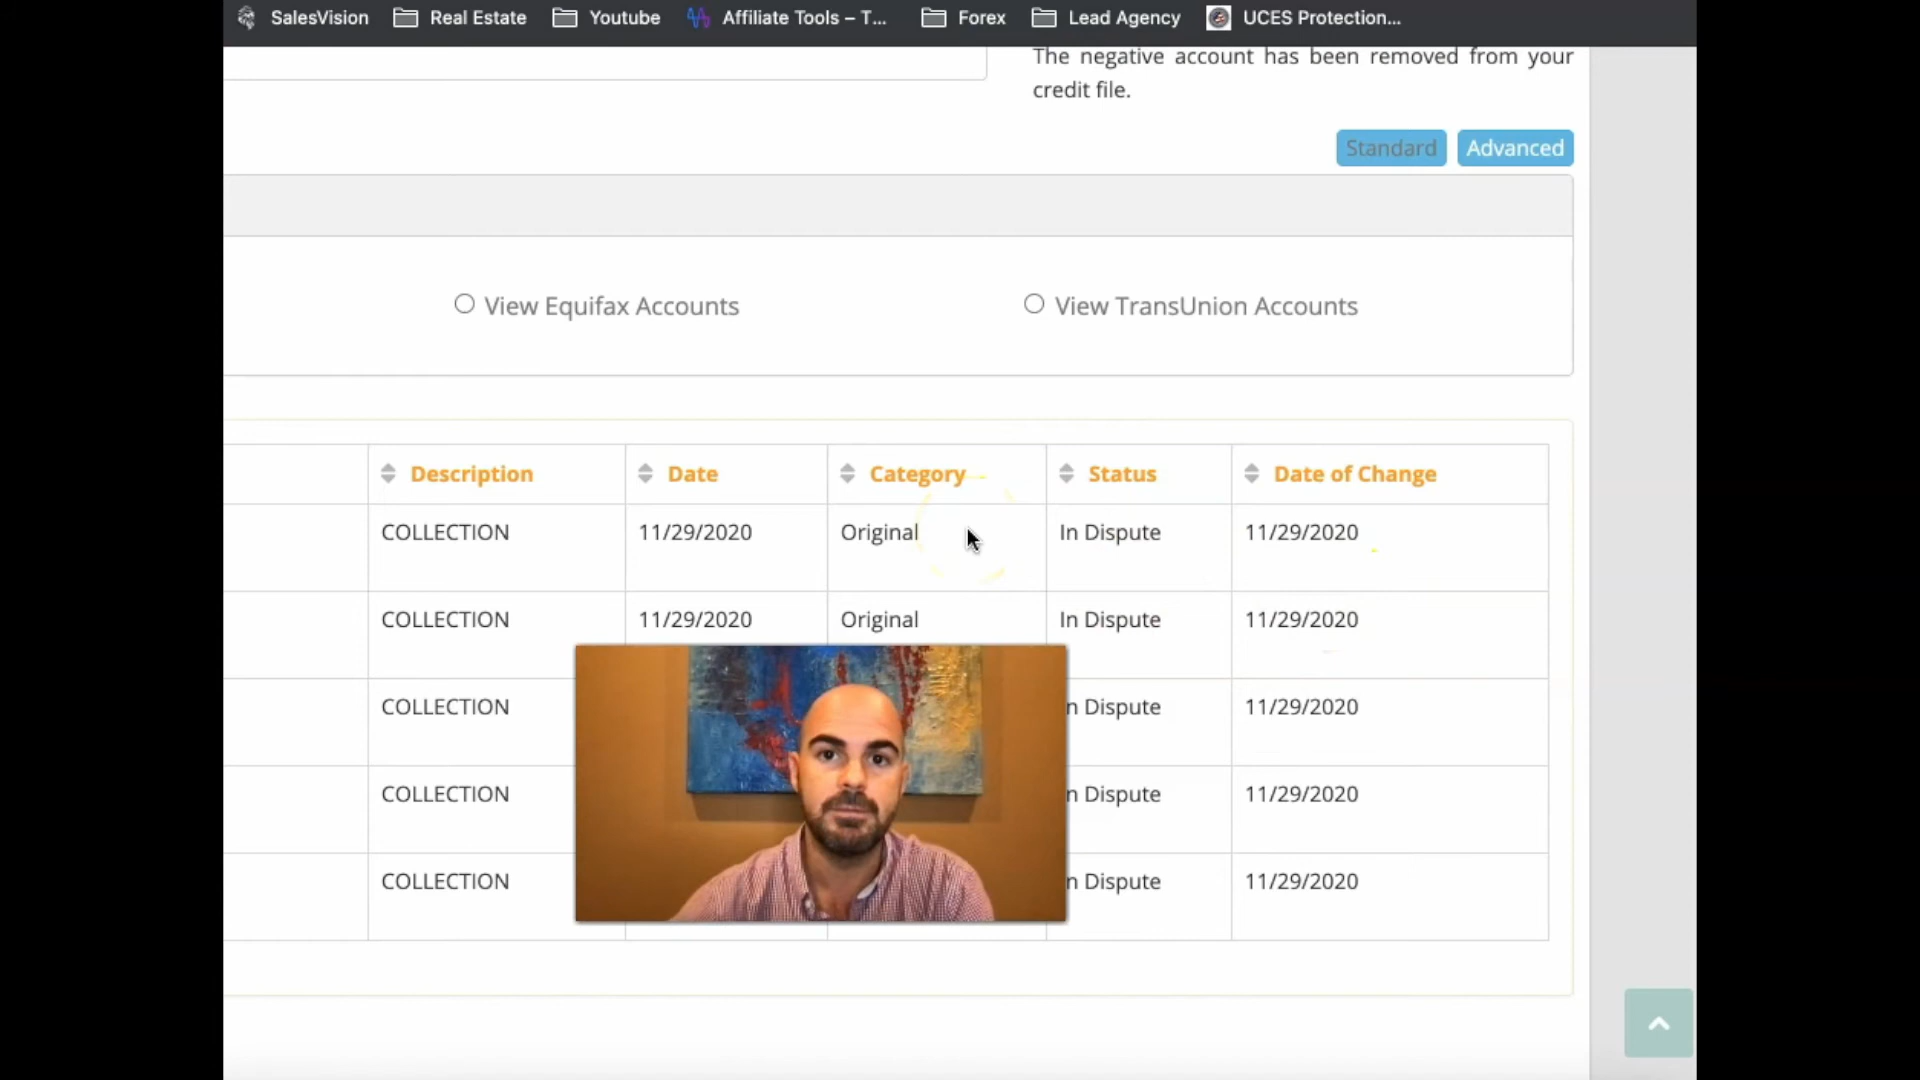 SalesVision Real Estate Youtube Affiliate Tools – T... Forex Lead Agency UCES Protection...
The negative account has been removed from your
credit file.
Standard Advanced
View Equifax Accounts View TransUnion Accounts
Description Date Category Status Date of Change
COLLECTION 11/29/2020 Original In Dispute 11/29/2020
COLLECTION 11/29/2020 Original In Dispute 11/29/2020
COLLECTION n Dispute 11/29/2020
COLLECTION n Dispute 11/29/2020
COLLECTION n Dispute 11/29/2020